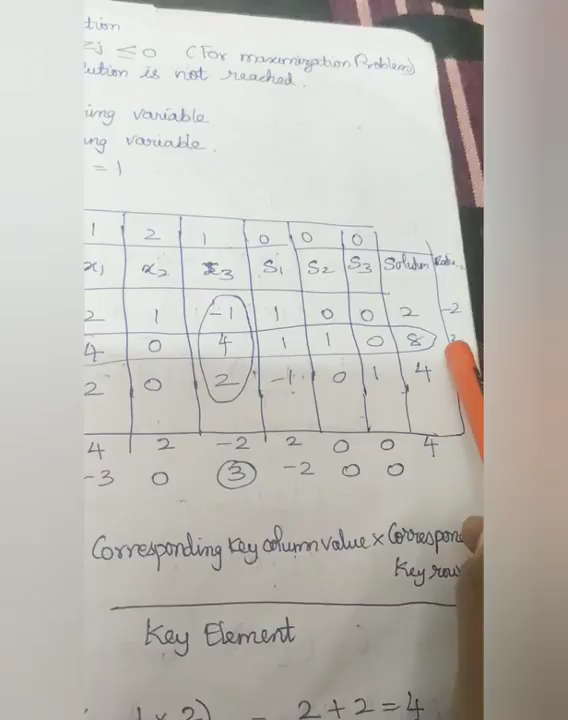 tion
≤ 0 (For maximization Problem)
lution is not reached.
ing variable
ing variable.
= 1
1 2 1 0 0 0
x1 x2 x3 S1 S2 S3 Solution
2 1 -1 1 0 0 2 -2
4 0 4 1 1 0 8
2 0 2 -1 0 1 4
4 2 -2 2 0 0 4
-3 0 3 -2 0 0
Corresponding Key column value × Correspon
Key row
Key Element
1 × 2) 2 + 2 = 4